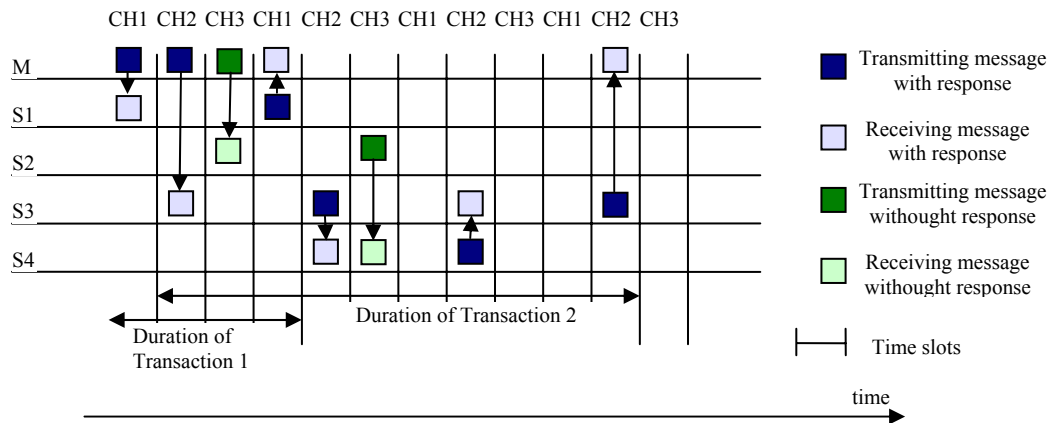 CH1 CH2 CH3 CH1 CH2 CH3 CH1 CH2 CH3 CH1 CH2 CH3
M
S1
S2
S3
S4
Duration of
Transaction 1
Duration of Transaction 2
time
Transmitting message
with response
Receiving message
with response
Transmitting message
withought response
Receiving message
withought response
Time slots